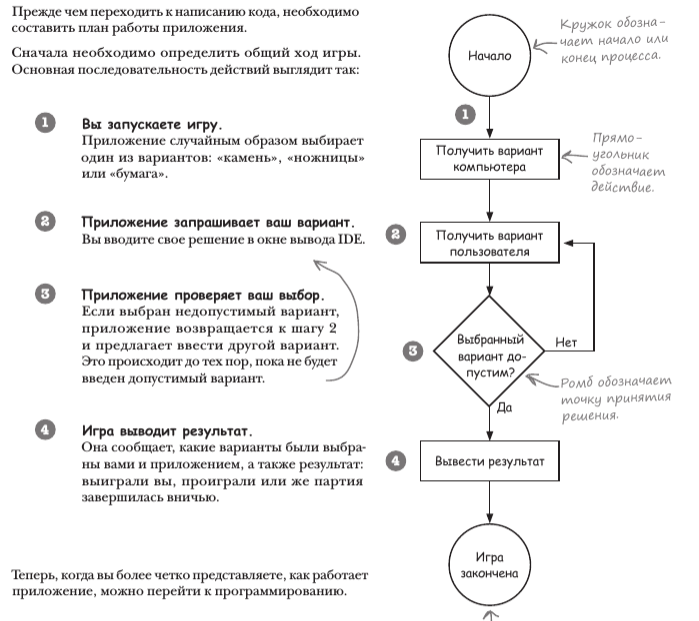 Прежде чем переходить к написанию кода, необходимо
составить план работы приложения.
Сначала необходимо определить общий ход игры.
Основная последовательность действий выглядит так:
1 Вы запускаете игру.
Приложение случайным образом выбирает
один из вариантов: «камень», «ножницы»
или «бумага».
2 Приложение запрашивает ваш вариант.
Вы вводите свое решение в окне вывода IDE.
3 Приложение проверяет ваш выбор.
Если выбран недопустимый вариант,
приложение возвращается к шагу 2
и предлагает ввести другой вариант.
Это происходит до тех пор, пока не будет
введен допустимый вариант.
4 Игра выводит результат.
Она сообщает, какие варианты были выбра-
ны вами и приложением, а также результат:
выиграли вы, проиграли или же партия
завершилась вничью.
Теперь, когда вы более четко представляете, как работает
приложение, можно перейти к программированию.
Начало
Кружок обозна-
чает начало или
конец процесса.
1
Получить вариант
компьютера
Прямо-
угольник
обозначает
действие.
2
Получить вариант
пользователя
3
Выбранный
вариант до-
пустим?
Нет
Ромб обозначает
точку принятия
решения.
Да
4
Вывести результат
Игра
закончена